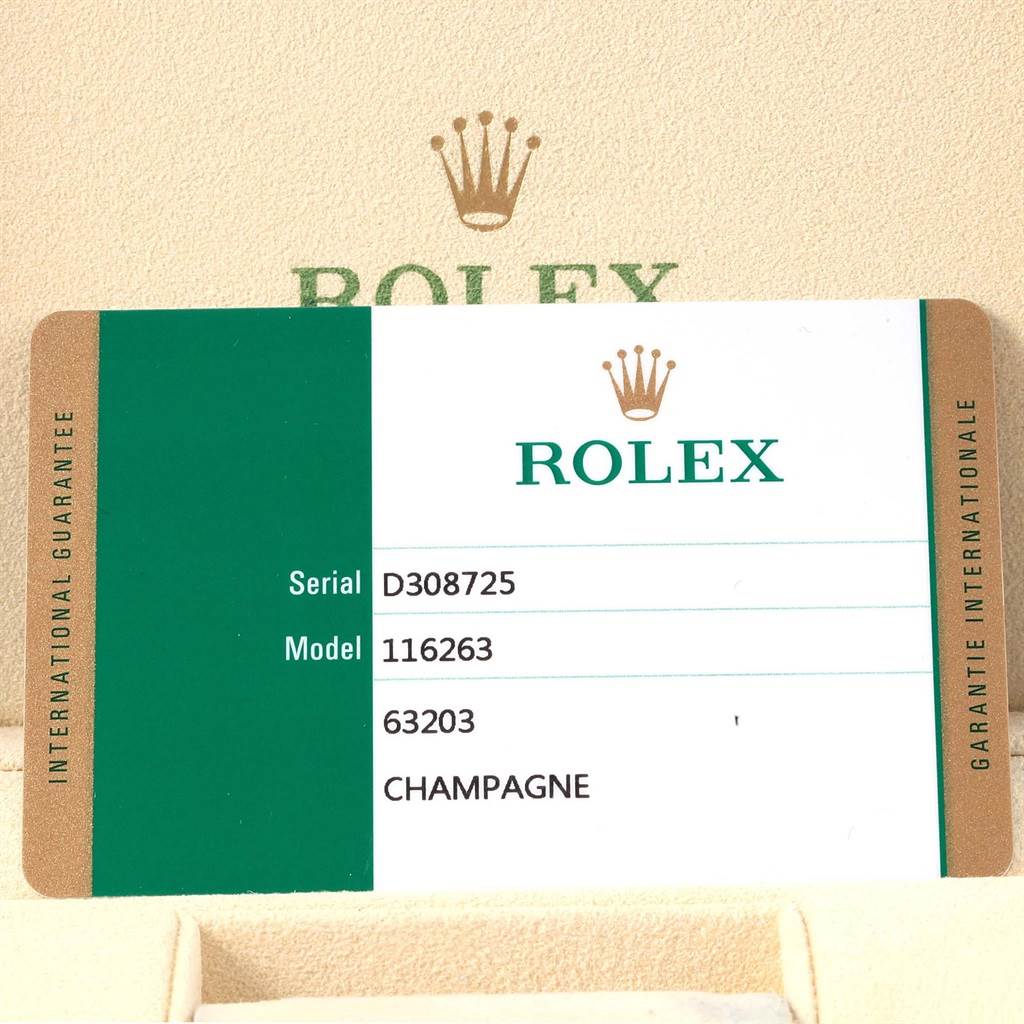 ROLEX
INTERNATIONAL GUARANTEE
ROLEX
Serial D308725
Model 116263
63203
CHAMPAGNE
GARANTIE INTERNATIONALE